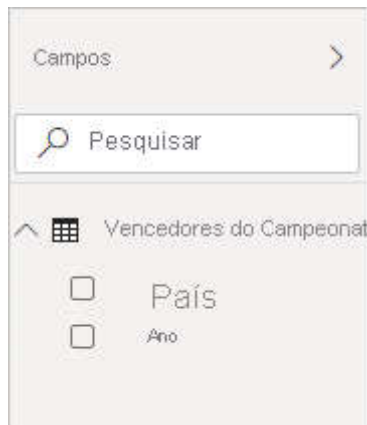 Campos
Pesquisar
Vencedores do Campeonat
País
Ano